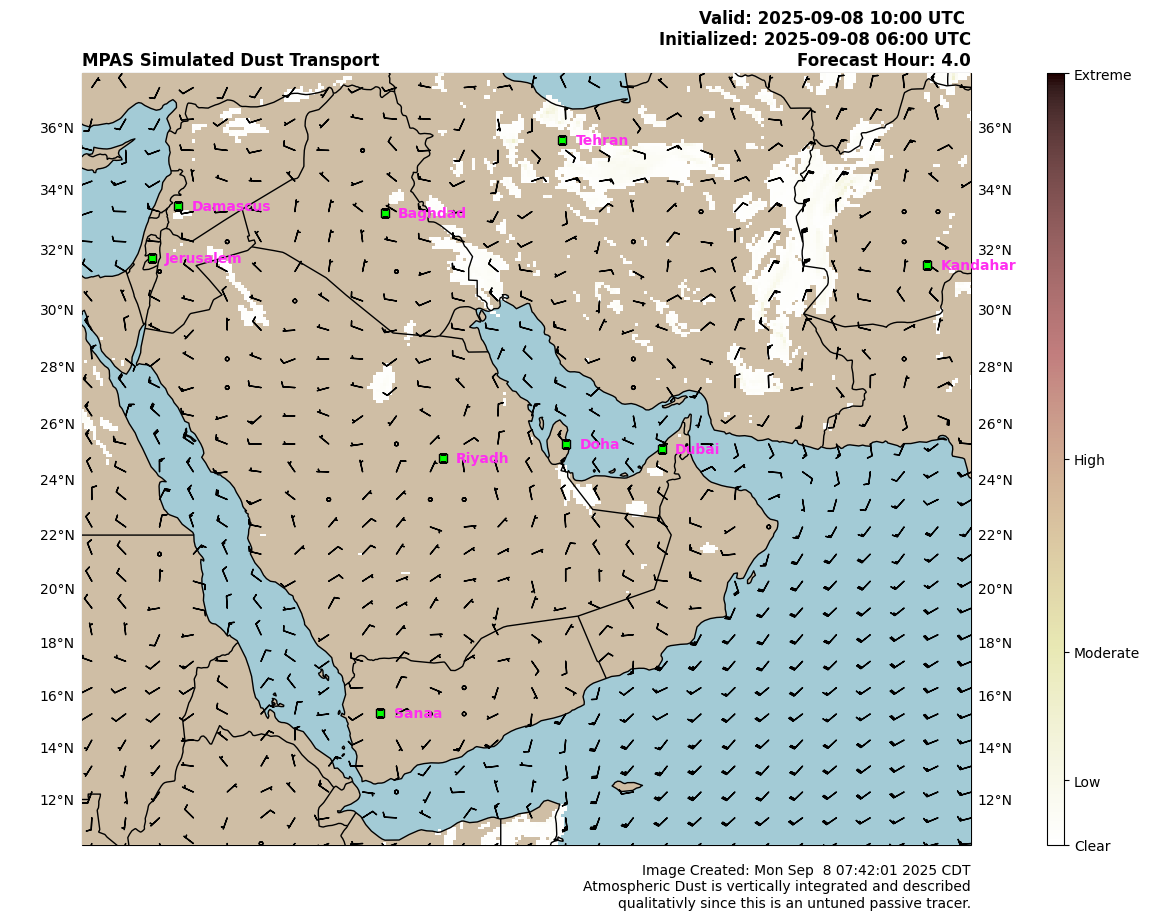 Valid: 2025-09-08 10:00 UTC
Initialized: 2025-09-08 06:00 UTC
MPAS Simulated Dust Transport Forecast Hour: 4.0
Extreme
36°N 36°N
Tehran
34°N 34°N
Damascus
Baghdad
32°N 32°N
Jerusalem
Kandahar
30°N 30°N
28°N 28°N
26°N 26°N
Doha
Dubai
Riyadh
High
24°N 24°N
22°N 22°N
20°N 20°N
18°N 18°N
Moderate
16°N 16°N
Sanaa
14°N 14°N
Low
12°N 12°N
Clear
Image Created: Mon Sep  8 07:42:01 2025 CDT
Atmospheric Dust is vertically integrated and described
qualitativly since this is an untuned passive tracer.